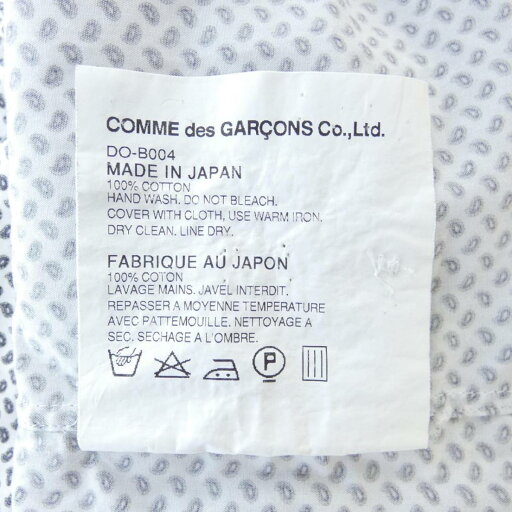 COMME des GARÇONS Co.,Ltd.
DO-B004
MADE IN JAPAN
100% COTTON
HAND WASH. DO NOT BLEACH.
COVER WITH CLOTH, USE WARM IRON.
DRY CLEAN. LINE DRY.
FABRIQUE AU JAPON
100% COTON
LAVAGE MAINS. JAVEL INTERDIT.
REPASSER A MOYENNE TEMPERATURE
AVEC PATTEMOUILLE. NETTOYAGE A
SEC. SECHAGE A L'OMBRE.
P